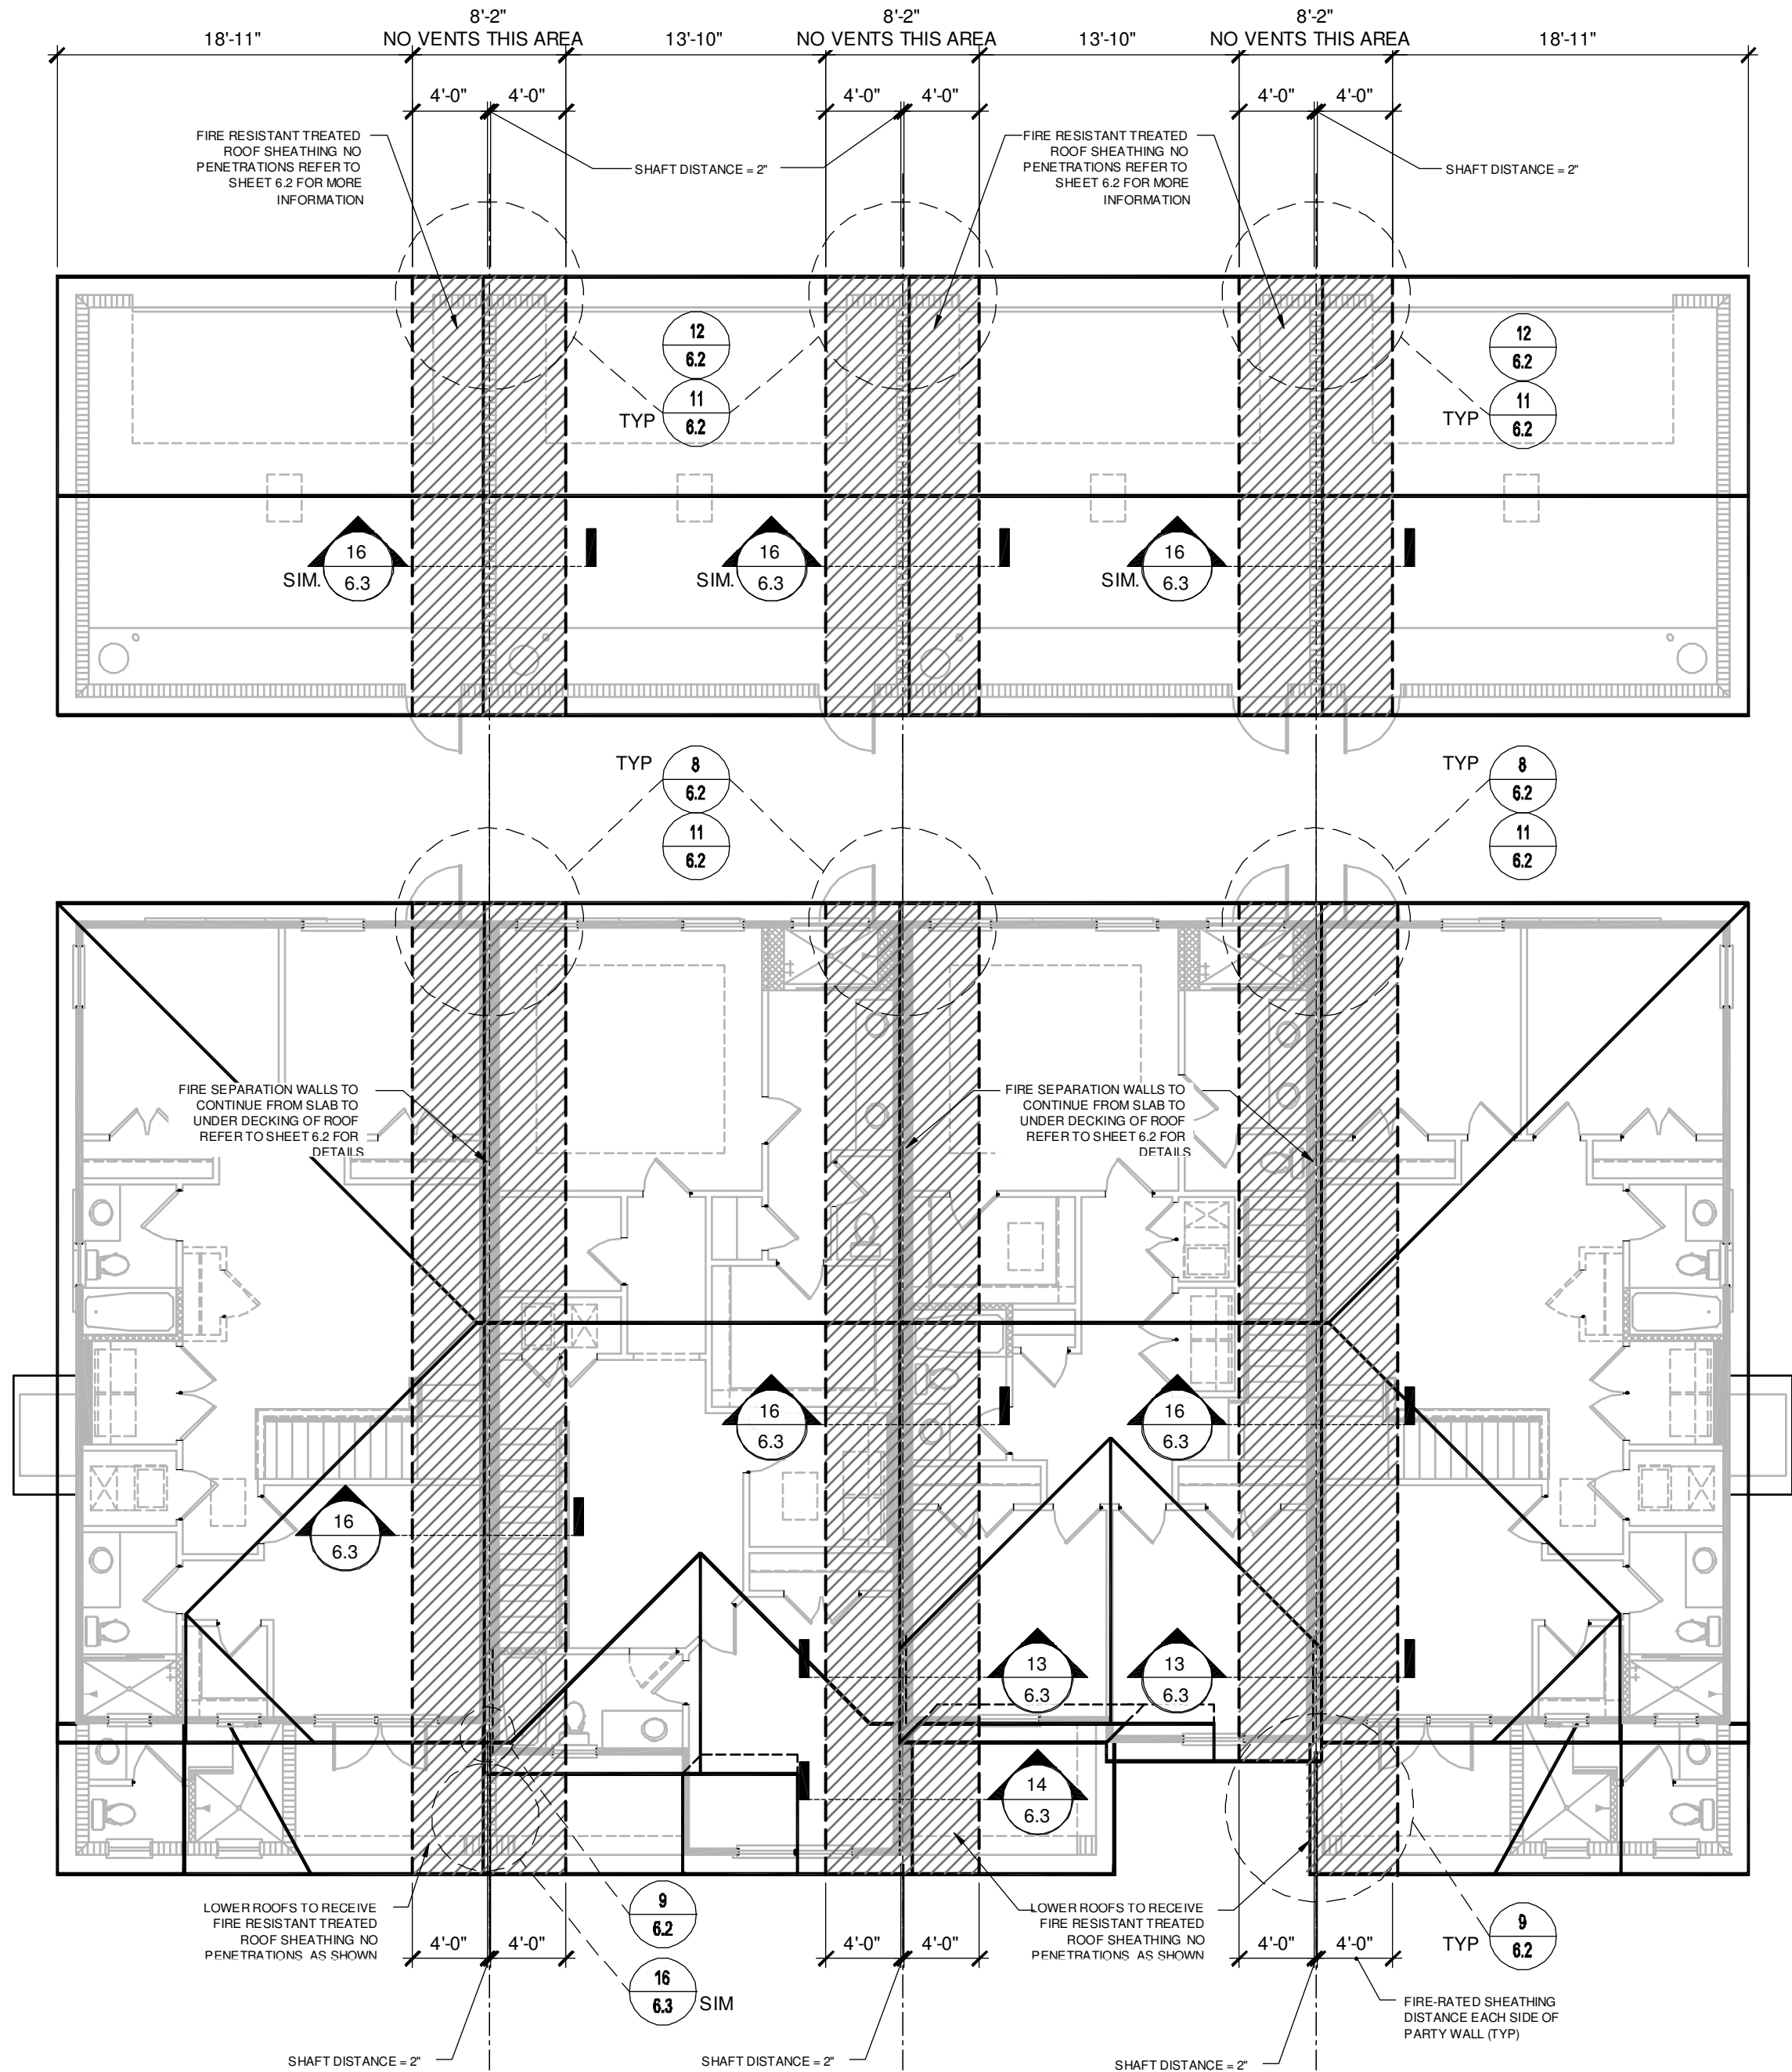 8'-2"
8'-2"
8'-2"
18'-11"
NO VENTS THIS AREA
13'-10"
NO VENTS THIS AREA
13'-10"
NO VENTS THIS AREA
18'-11"
4'-0"
4'-0"
4'-0"
4'-0"
4'-0"
4'-0"
FIRE RESISTANT TREATED
ROOF SHEATHING NO
PENETRATIONS REFER TO
SHEET 6.2 FOR MORE
INFORMATION
SHAFT DISTANCE = 2"
FIRE RESISTANT TREATED
ROOF SHEATHING NO
PENETRATIONS REFER TO
SHEET 6.2 FOR MORE
INFORMATION
SHAFT DISTANCE = 2"
12
6.2
11
6.2
TYP
12
6.2
11
6.2
TYP
16
6.3
SIM.
16
6.3
SIM.
16
6.3
SIM.
TYP
8
6.2
11
6.2
TYP
8
6.2
11
6.2
FIRE SEPARATION WALLS TO
CONTINUE FROM SLAB TO
UNDER DECKING OF ROOF
REFER TO SHEET 6.2 FOR
DETAILS
FIRE SEPARATION WALLS TO
CONTINUE FROM SLAB TO
UNDER DECKING OF ROOF
REFER TO SHEET 6.2 FOR
DETAILS
16
6.3
16
6.3
16
6.3
13
6.3
13
6.3
14
6.3
LOWER ROOFS TO RECEIVE
FIRE RESISTANT TREATED
ROOF SHEATHING NO
PENETRATIONS AS SHOWN
9
6.2
LOWER ROOFS TO RECEIVE
FIRE RESISTANT TREATED
ROOF SHEATHING NO
PENETRATIONS AS SHOWN
TYP
9
6.2
4'-0"
4'-0"
4'-0"
4'-0"
4'-0"
4'-0"
16
6.3
SIM
FIRE-RATED SHEATHING
DISTANCE EACH SIDE OF
PARTY WALL (TYP)
SHAFT DISTANCE = 2"
SHAFT DISTANCE = 2"
SHAFT DISTANCE = 2"